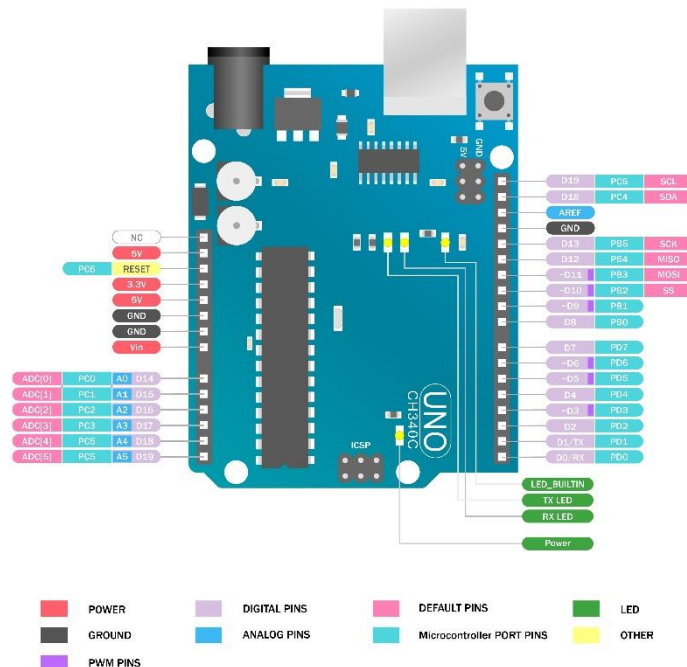 5V
GND
D19 PC5 SCL
D18 PC4 SDA
AREF
GND
D13 PB5 SCK
D12 PB4 MISO
~D11 PB3 MOSI
~D10 PB2 SS
~D9 PB1
D8 PB0
D7 PD7
~D6 PD6
~D5 PD5
D4 PD4
~D3 PD3
D2 PD2
D1/TX PD1
D0/RX PD0
NC
5V
PC6 RESET
3.3V
5V
GND
GND
Vin
ADC[0] PC0 A0 D14
ADC[1] PC1 A1 D15
ADC[2] PC2 A2 D16
ADC[3] PC3 A3 D17
ADC[4] PC5 A4 D18
ADC[5] PC5 A5 D19
UNO
CH340C
ICSP
LED_BUILTIN
TX LED
RX LED
Power
POWER
DIGITAL PINS
DEFAULT PINS
LED
GROUND
ANALOG PINS
Microcontroller PORT PINS
OTHER
PWM PINS